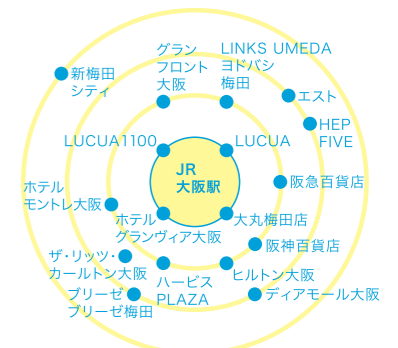 グラン
フロント
大阪
LINKS UMEDA
ヨドバシ
梅田
新梅田
シティ
エスト
HEP
FIVE
LUCUA1100
LUCUA
JR
大阪駅
阪急百貨店
ホテル
モントレ大阪
ホテル
グランヴィア大阪
大丸梅田店
阪神百貨店
ザ・リッツ・
カールトン大阪
ハービス
PLAZA
ヒルトン大阪
ブリーゼ
ブリーゼ梅田
ディアモール大阪